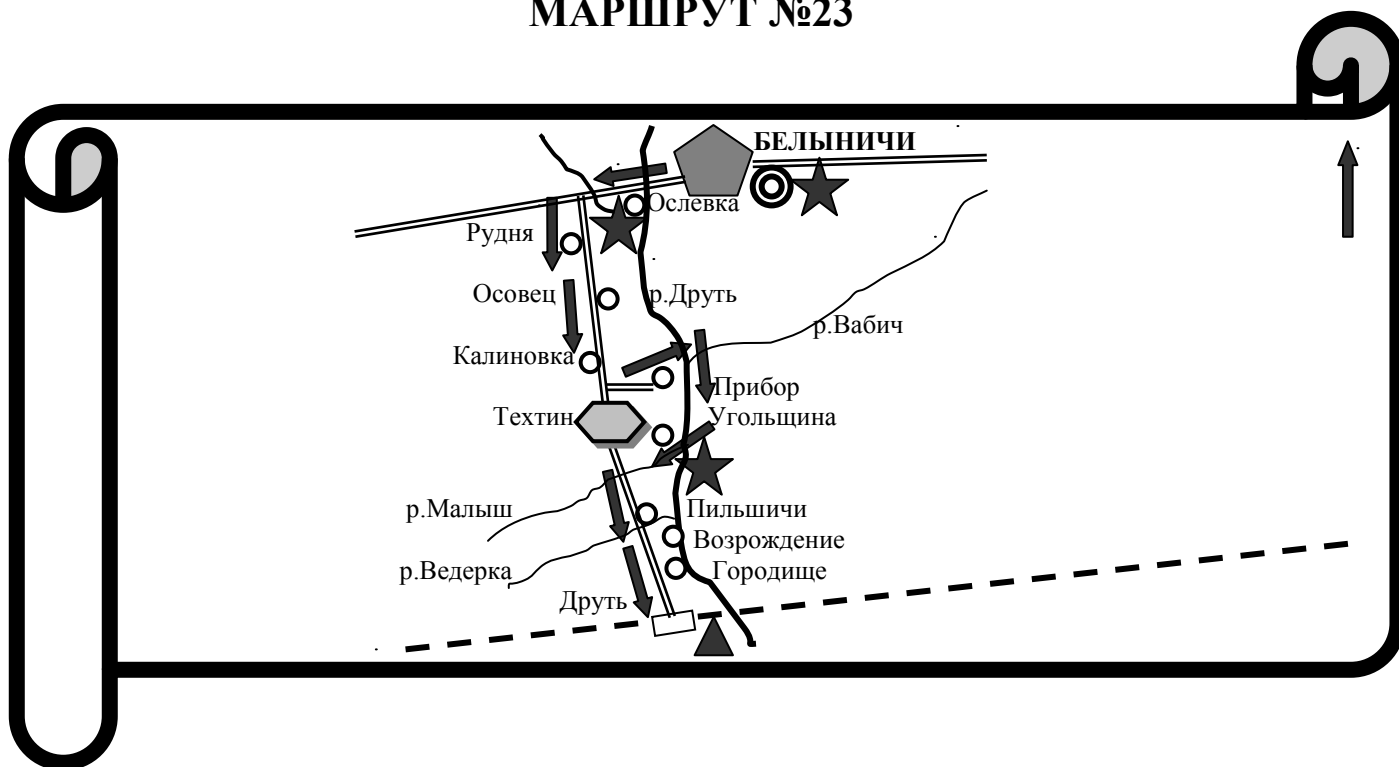 МАРШРУТ №23
БЕЛЫНИЧИ
Ослевка
Рудня
Осовец
р.Друть
р.Вабич
Калиновка
Прибор
Техтин
Угольщина
р.Малыш
Пильшичи
Возрождение
р.Ведерка
Городище
Друть